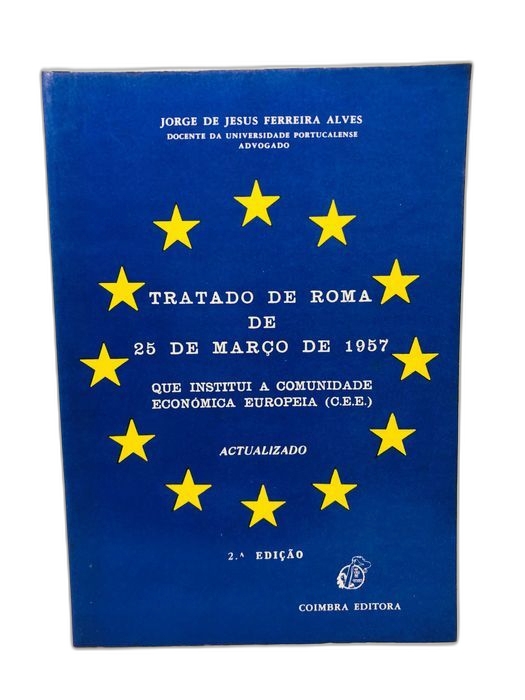 JORGE DE JESUS FERREIRA ALVES
DOCENTE DA UNIVERSIDADE PORTUCALENSE
ADVOGADO
TRATADO DE ROMA
DE
25 DE MARÇO DE 1957
QUE INSTITUI A COMUNIDADE
ECONÓMICA EUROPEIA (C.E.E.)
ACTUALIZADO
2.ᴬ EDIÇÃO
COIMBRA EDITORA